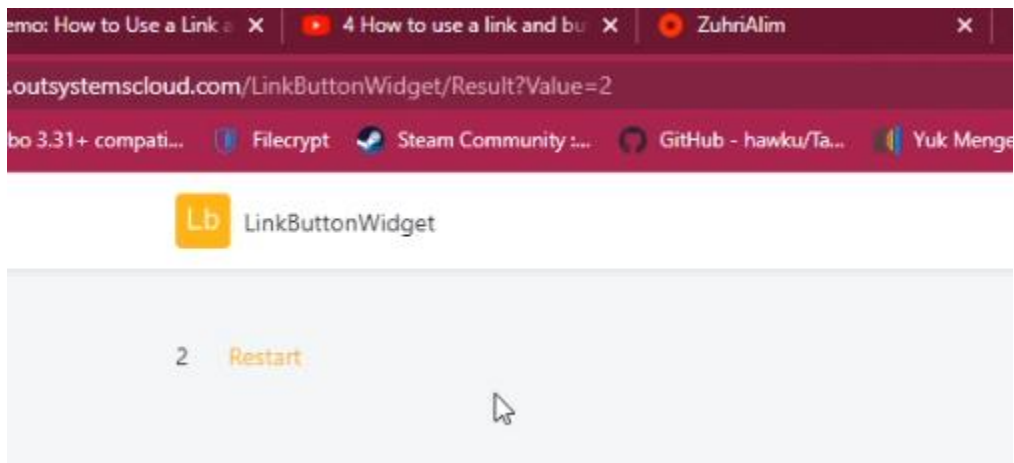 emo: How to Use a Link a 4 How to use a link and bu ZuhriAlim
.outsystemscloud.com/LinkButtonWidget/Result?Value=2
bo 3.31+ compati... Filecrypt Steam Community :... GitHub - hawku/Ta... Yuk Menge
Lb LinkButtonWidget
2 Restart